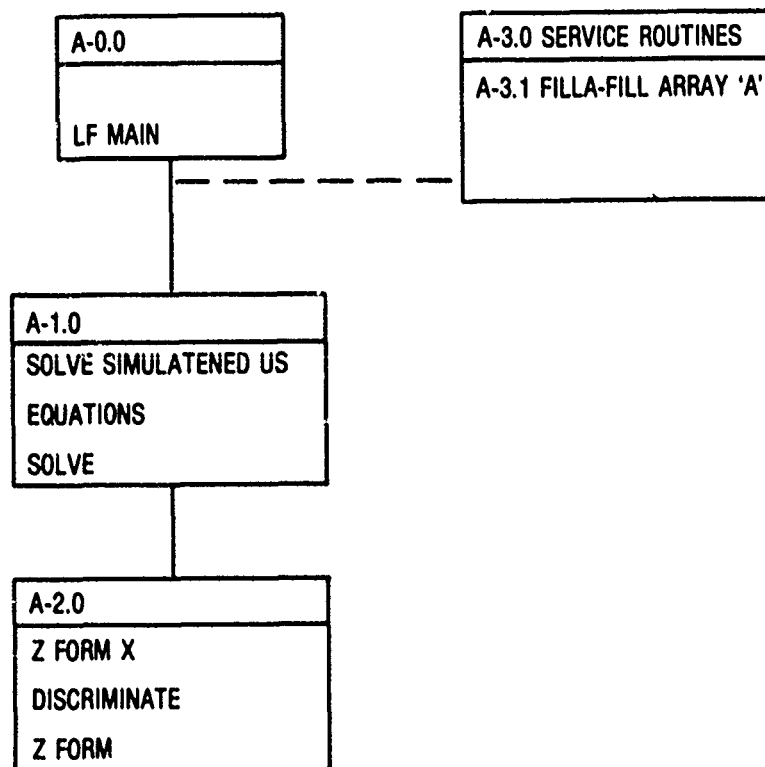 A-0.0
LF MAIN
A-3.0 SERVICE ROUTINES
A-3.1 FILLA-FILL ARRAY 'A'
A-1.0
SOLVE SIMULATENED US
EQUATIONS
SOLVE
A-2.0
Z FORM X
DISCRIMINATE
Z FORM